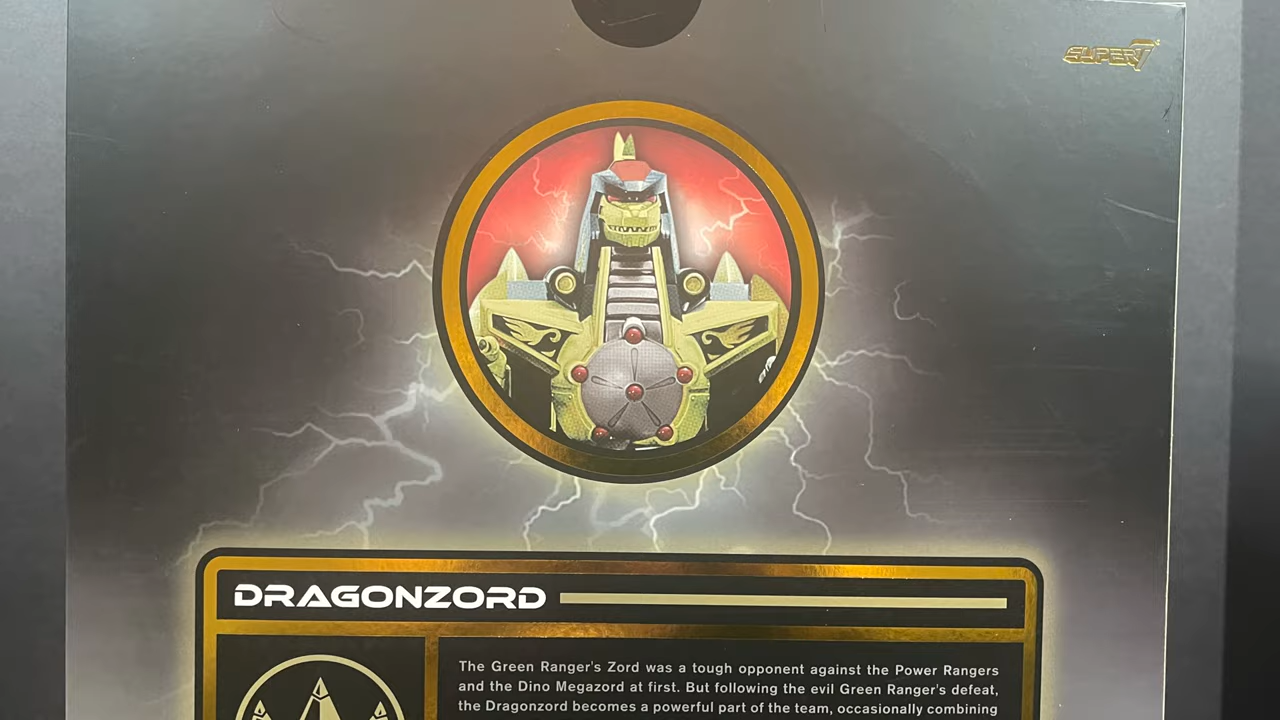 SUPER7
DRAGONZORD
The Green Ranger's Zord was a tough opponent against the Power Rangers
and the Dino Megazord at first. But following the evil Green Ranger's defeat,
the Dragonzord becomes a powerful part of the team, occasionally combining